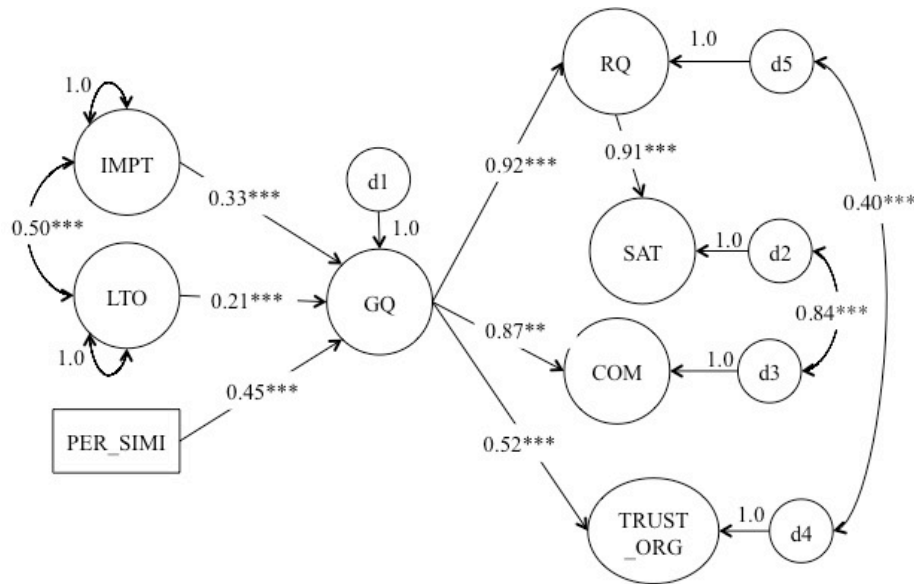 1.0
IMPT
0.50***
LTO
1.0
PER_SIMI
0.33***
0.21***
0.45***
d1
1.0
GQ
0.92***
0.87**
0.52***
RQ
1.0
d5
0.91***
0.40***
SAT
1.0
d2
0.84***
COM
1.0
d3
TRUST
_ORG
1.0
d4